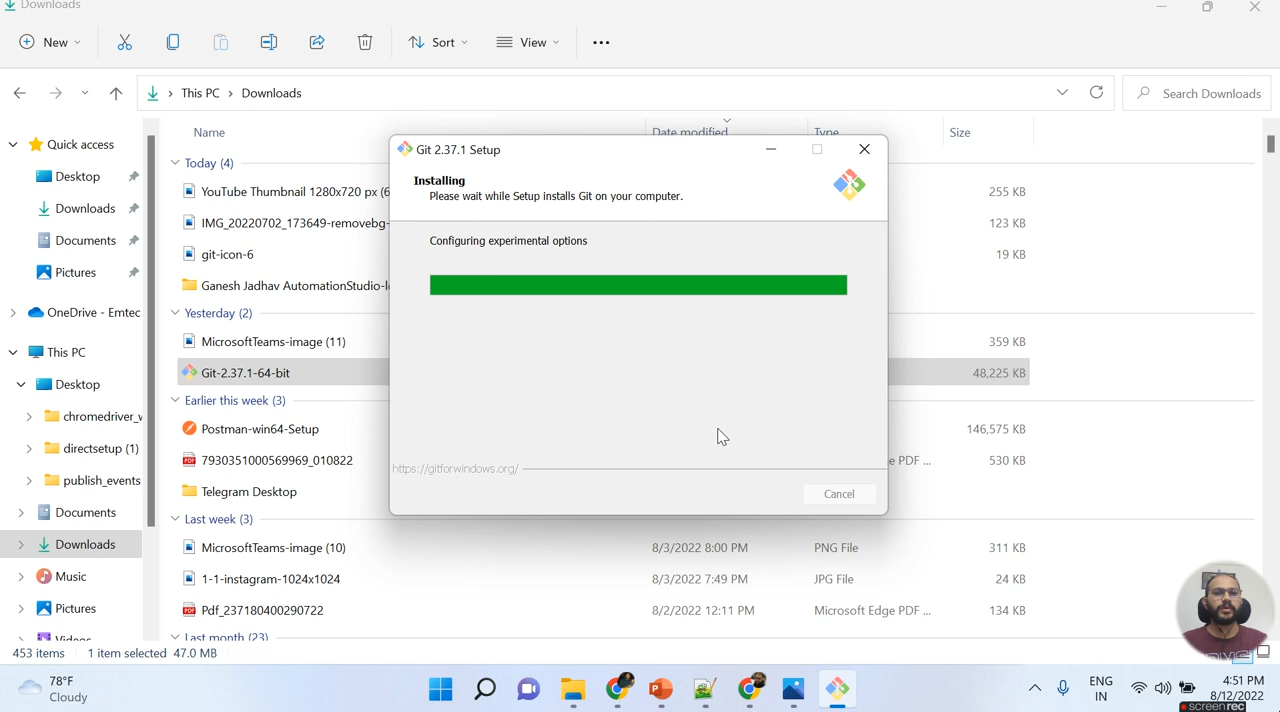 Downloads
New
Sort
View
This PC
Downloads
Search Downloads
Name
Date modified
Type
Size
Quick access
Desktop
Downloads
Documents
Pictures
OneDrive - Emtec
This PC
Desktop
chromedriver_w
directsetup (1)
publish_events
Documents
Downloads
Music
Pictures
Videos
Today (4)
YouTube Thumbnail 1280x720 px (6
255 KB
IMG_20220702_173649-removebg-
123 KB
git-icon-6
19 KB
Ganesh Jadhav AutomationStudio-l
Yesterday (2)
MicrosoftTeams-image (11)
359 KB
Git-2.37.1-64-bit
48,225 KB
Earlier this week (3)
Postman-win64-Setup
146,575 KB
7930351000569969_010822
e PDF ...
530 KB
Telegram Desktop
Last week (3)
MicrosoftTeams-image (10)
8/3/2022 8:00 PM
PNG File
311 KB
1-1-instagram-1024x1024
8/3/2022 7:49 PM
JPG File
24 KB
Pdf_237180400290722
8/2/2022 12:11 PM
Microsoft Edge PDF ...
134 KB
Last month (23)
Git 2.37.1 Setup
Installing
Please wait while Setup installs Git on your computer.
Configuring experimental options
https://gitforwindows.org/
Cancel
453 items
1 item selected 47.0 MB
78°F
Cloudy
ENG
IN
4:51 PM
8/12/2022
screenrec